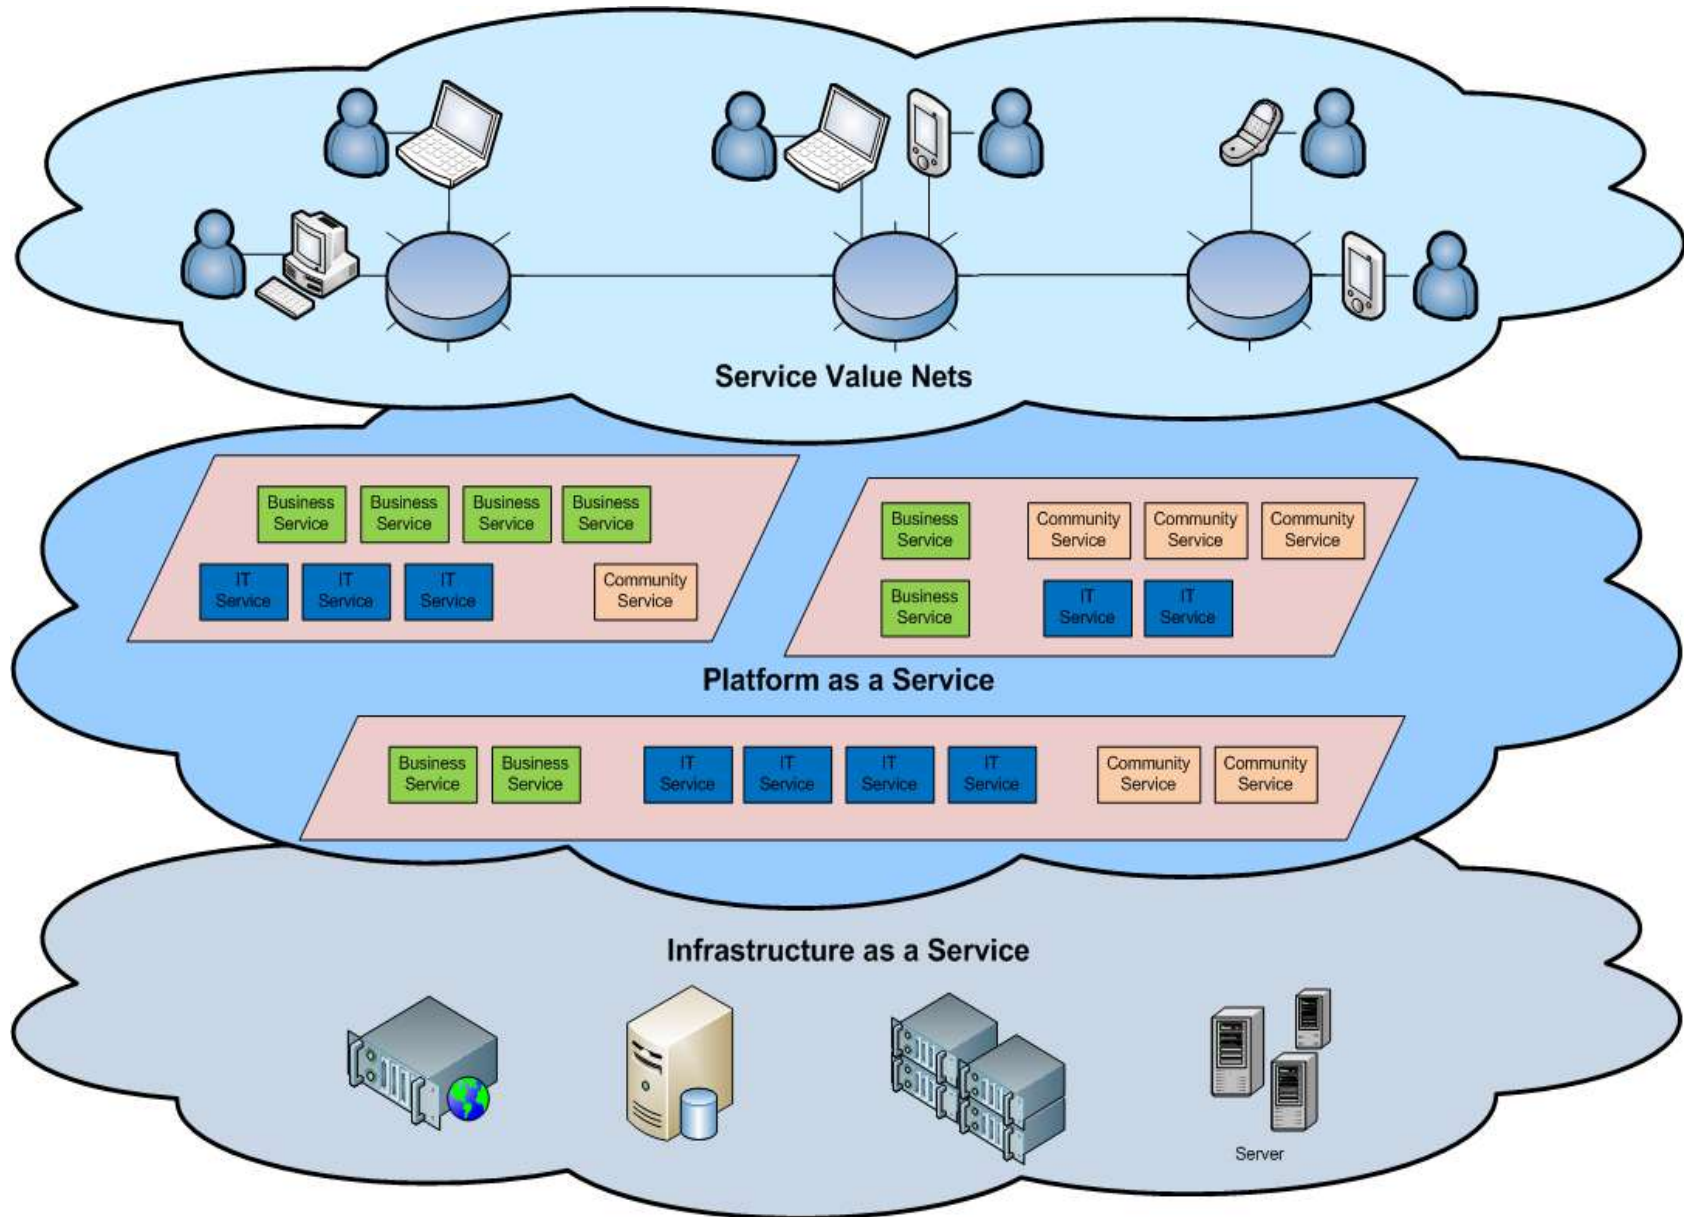 Service Value Nets
Business
Service
Business
Service
Business
Service
Business
Service
IT
Service
IT
Service
IT
Service
Community
Service
Business
Service
Community
Service
Community
Service
Community
Service
Business
Service
IT
Service
IT
Service
Platform as a Service
Business
Service
Business
Service
IT
Service
IT
Service
IT
Service
IT
Service
Community
Service
Community
Service
Infrastructure as a Service
Server